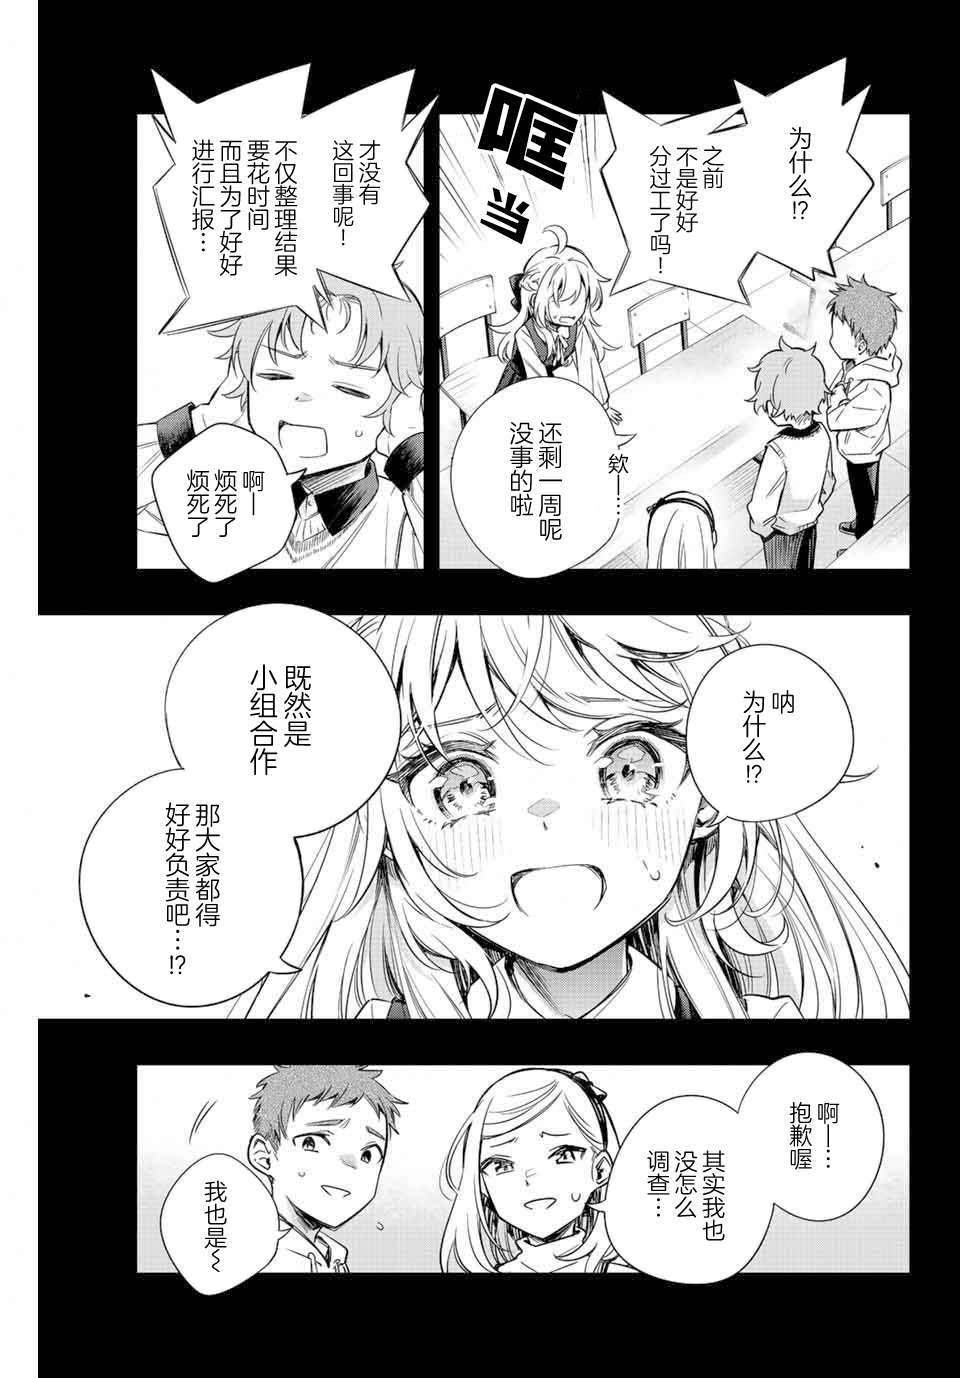 为什么!?
之前
不是好好
分过工了吗！
哐
当
欸——…
还剩一周呢
没事的啦
才没有
这回事呢！
不仅整理结果
要花时间
而且为了好好
进行汇报…
啊——
烦死了
烦死了
呐
为什么!?
既然是
小组合作
那大家都得
好好负责吧…!?
啊——…
抱歉喔
其实我也
没怎么
调查…
我也是～